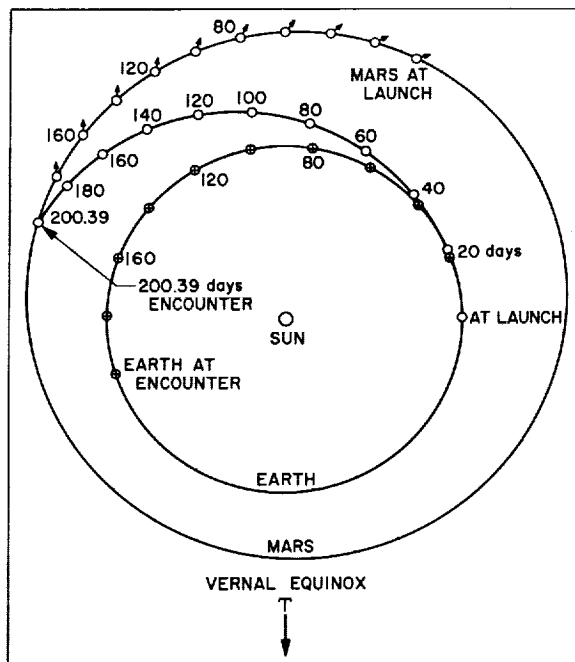 80
120
MARS AT
LAUNCH
160
140
120
100
80
60
160
180
120
80
40
200.39
160
20 days
200.39 days
ENCOUNTER
AT LAUNCH
SUN
EARTH AT
ENCOUNTER
EARTH
MARS
VERNAL EQUINOX